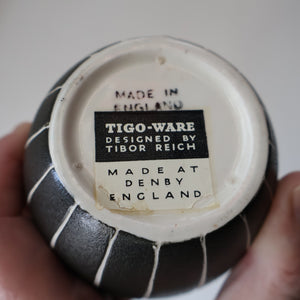 MADE IN
ENGLAND
TIGO-WARE
DESIGNED BY
TIBOR REICH
MADE AT
DENBY
ENGLAND